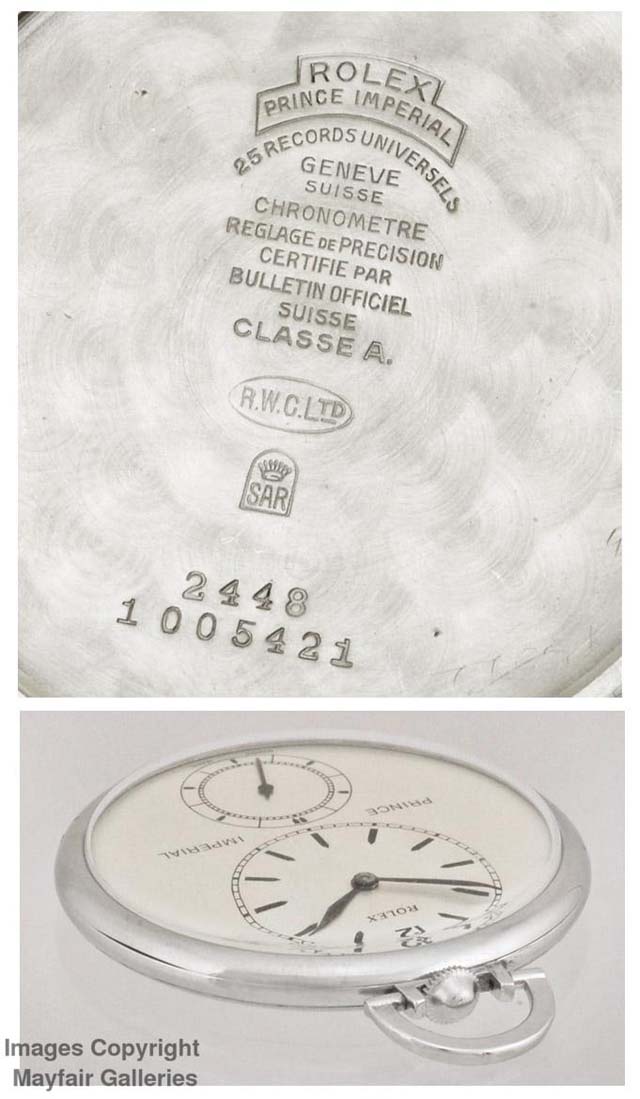 ROLEX
PRINCE IMPERIAL
25 RECORDS UNIVERSELS
GENEVE
SUISSE
CHRONOMETRE
REGLAGE DE PRECISION
CERTIFIE PAR
BULLETIN OFFICIEL
SUISSE
CLASSE A.
R.W.C.LTD
SAR
2448
1005421
PRINCE
IMPERIAL
ROLEX
12
Images Copyright
Mayfair Galleries